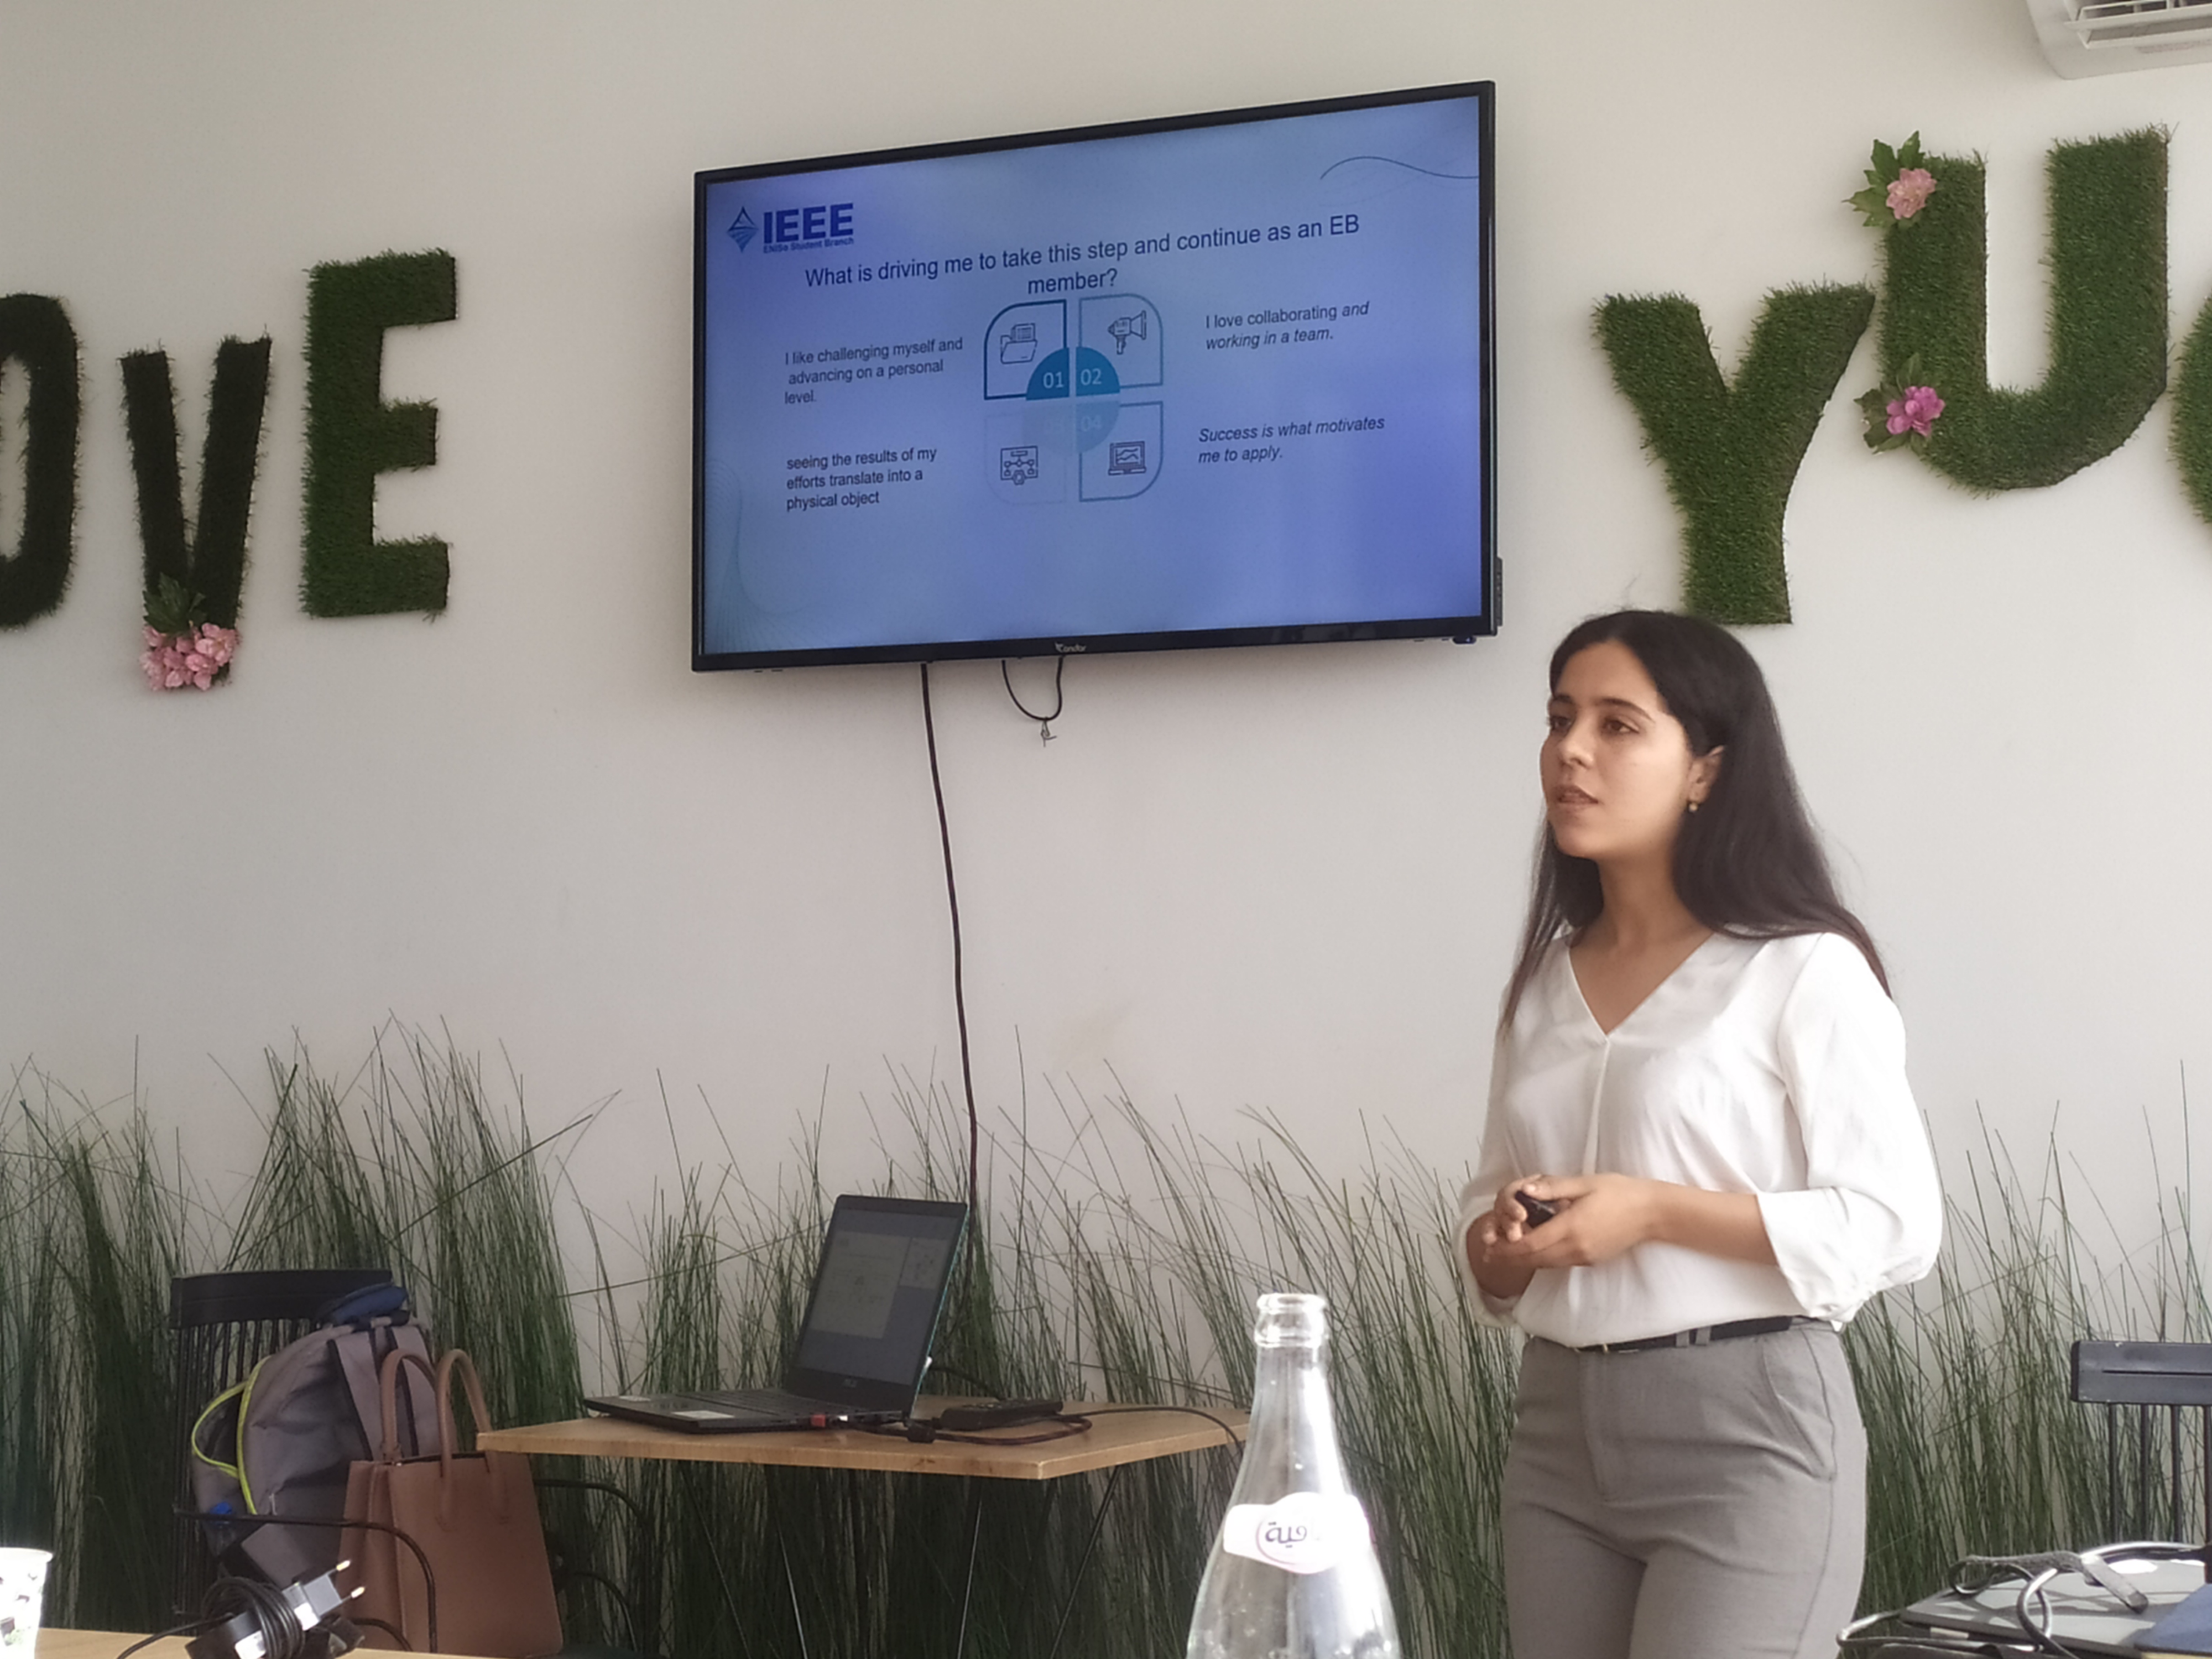 OVE
YU
IEEE
ENISo Student Branch
What is driving me to take this step and continue as an EB
member?
I like challenging myself and
advancing on a personal
level.
01
02
I love collaborating and
working in a team.
04
seeing the results of my
efforts translate into a
physical object
Success is what motivates
me to apply.
Condor